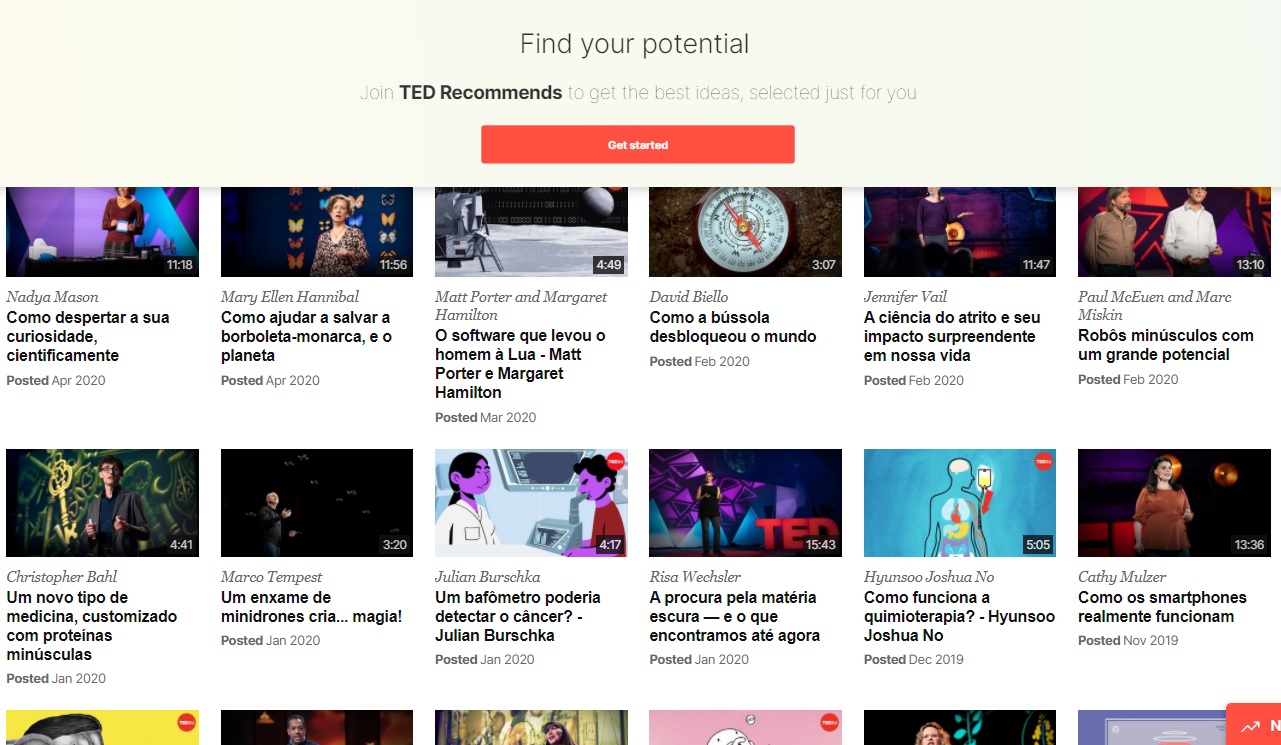 Find your potential
Join TED Recommends to get the best ideas, selected just for you
Get started
11:18
11:56
4:49
3:07
11:47
13:10
Nadya Mason
Como despertar a sua
curiosidade,
cientificamente
Posted Apr 2020
Mary Ellen Hannibal
Como ajudar a salvar a
borboleta-monarca, e o
planeta
Posted Apr 2020
Matt Porter and Margaret
Hamilton
O software que levou o
homem à Lua - Matt
Porter e Margaret
Hamilton
Posted Mar 2020
David Biello
Como a bússola
desbloqueou o mundo
Posted Feb 2020
Jennifer Vail
A ciência do atrito e seu
impacto surpreendente
em nossa vida
Posted Feb 2020
Paul McEuen and Marc
Miskin
Robôs minúsculos com
um grande potencial
Posted Feb 2020
4:41
3:20
4:17
TED
15:43
5:05
13:36
Christopher Bahl
Um novo tipo de
medicina, customizado
com proteínas
minúsculas
Posted Jan 2020
Marco Tempest
Um enxame de
minidrones cria... magia!
Posted Jan 2020
Julian Burschka
Um bafômetro poderia
detectar o câncer? -
Julian Burschka
Posted Jan 2020
Risa Wechsler
A procura pela matéria
escura — e o que
encontramos até agora
Posted Jan 2020
Hyunsoo Joshua No
Como funciona a
quimioterapia? - Hyunsoo
Joshua No
Posted Dec 2019
Cathy Mulzer
Como os smartphones
realmente funcionam
Posted Nov 2019
N